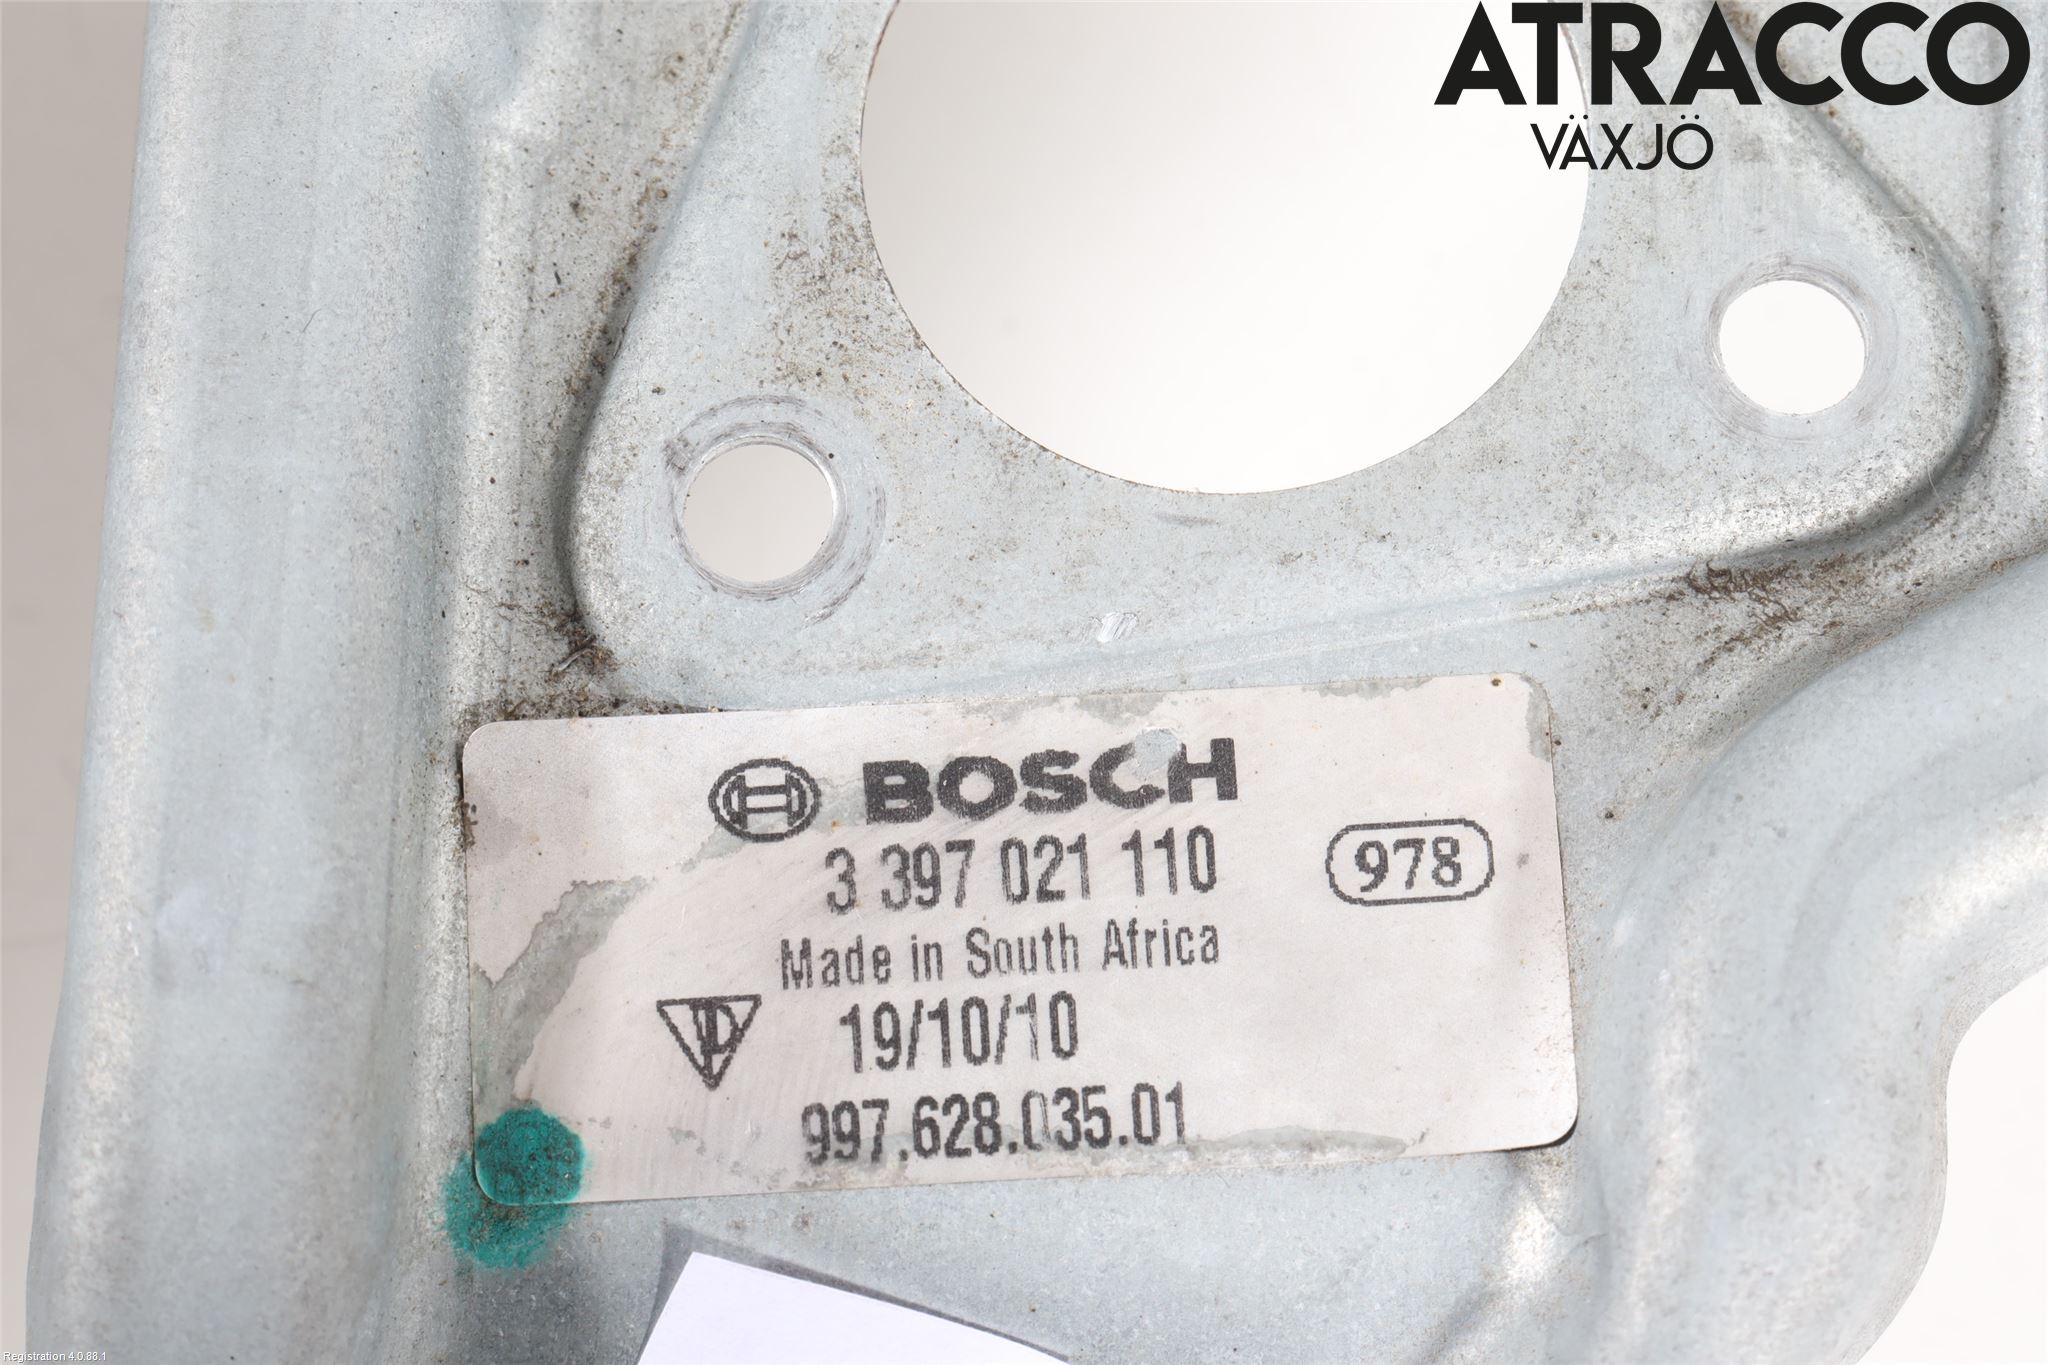 ATRACCO
VÄXJÖ
BOSCH
3 397 021 110
978
Made in South Africa
19/10/10
997.628.035.01
Registration 4.0.88.1